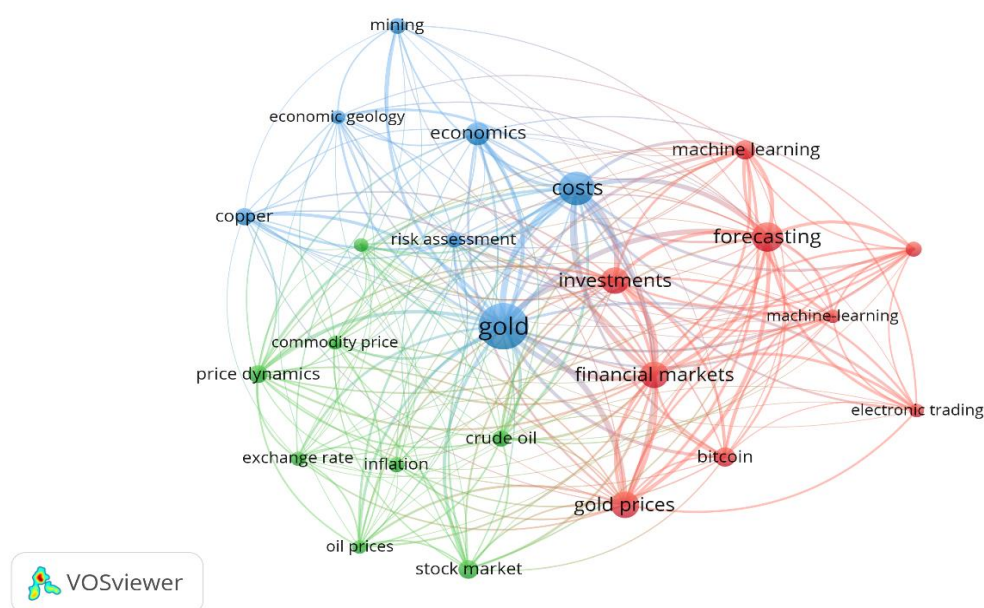 mining
economic geology
economics
machine learning
costs
copper
risk assessment
forecasting
investments
machine-learning
gold
commodity price
price dynamics
financial markets
electronic trading
crude oil
exchange rate
inflation
bitcoin
gold prices
oil prices
stock market
VOSviewer